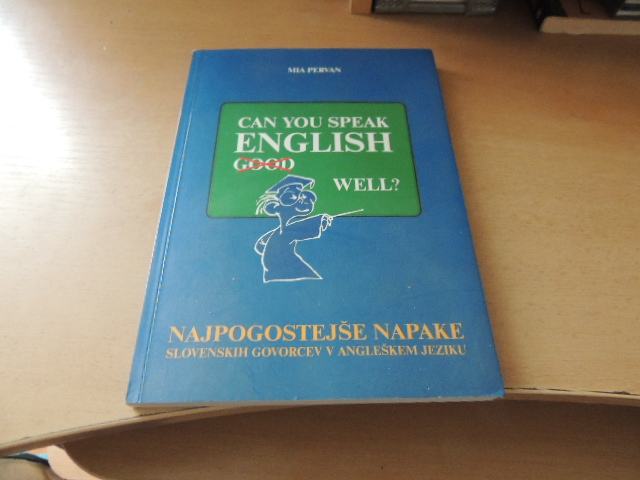 MIA PERVAN
CAN YOU SPEAK
ENGLISH
GOOD
WELL?
NAJPOGOSTEJŠE NAPAKE
SLOVENSKIH GOVORCEV V ANGLEŠKEM JEZIKU